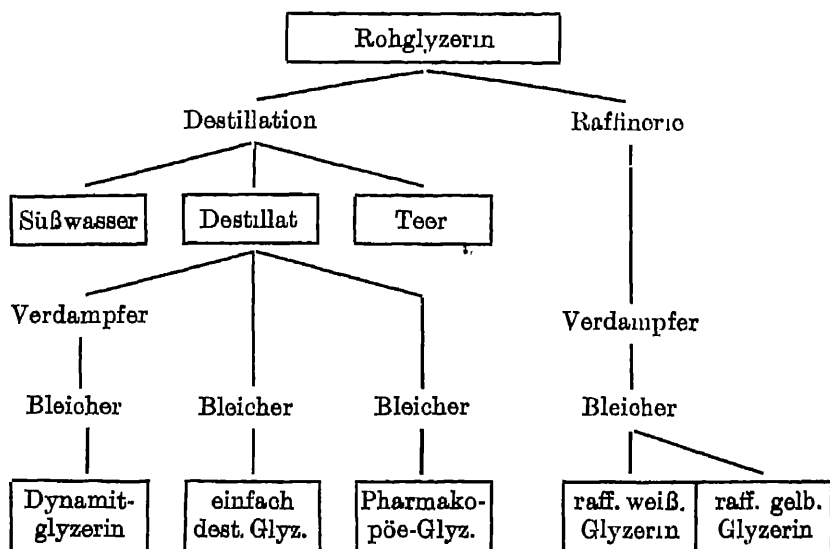 Rohglyzerin
Destillation
Raffinerie
Süßwasser
Destillat
Teer
Verdampfer
Verdampfer
Bleicher
Bleicher
Bleicher
Bleicher
Dynamit-
glyzerin
einfach
dest. Glyz.
Pharmako-
pöe-Glyz.
raff. weiß.
Glyzerin
raff. gelb.
Glyzerin